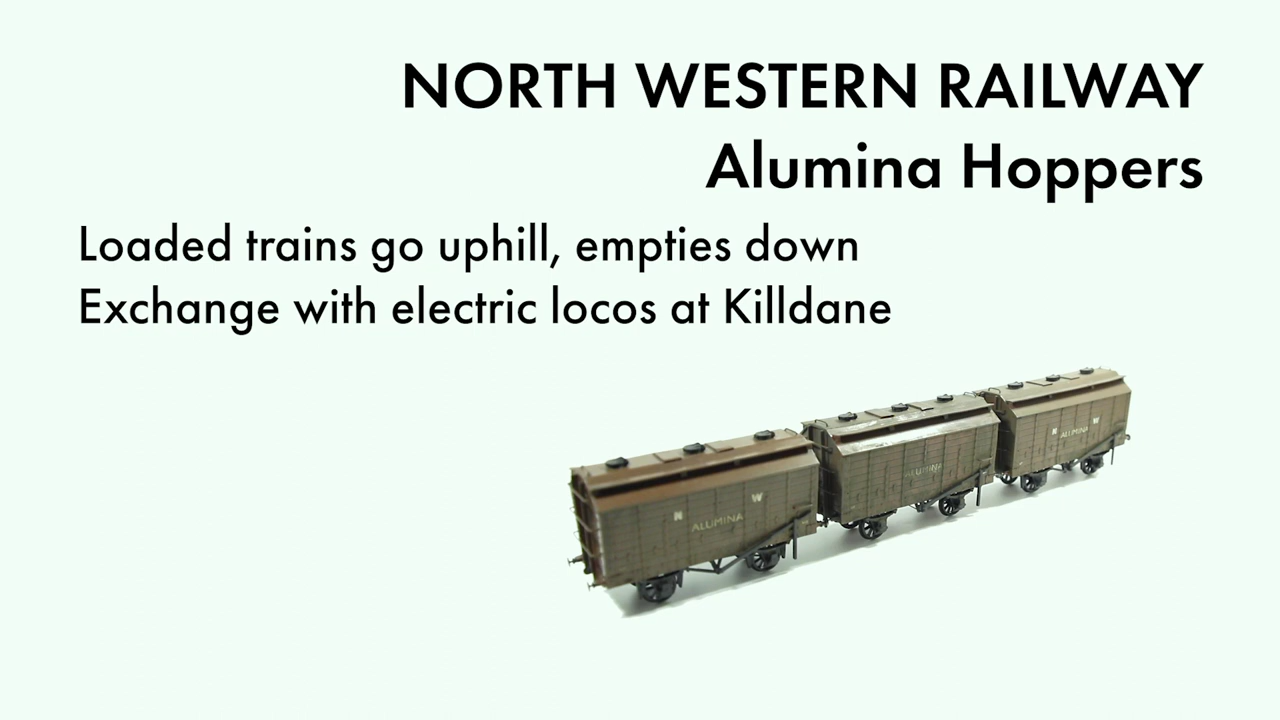 NORTH WESTERN RAILWAY
Alumina Hoppers
Loaded trains go uphill, empties down
Exchange with electric locos at Killdane
N W
ALUMINA
ALUMINA
N W
ALUMINA